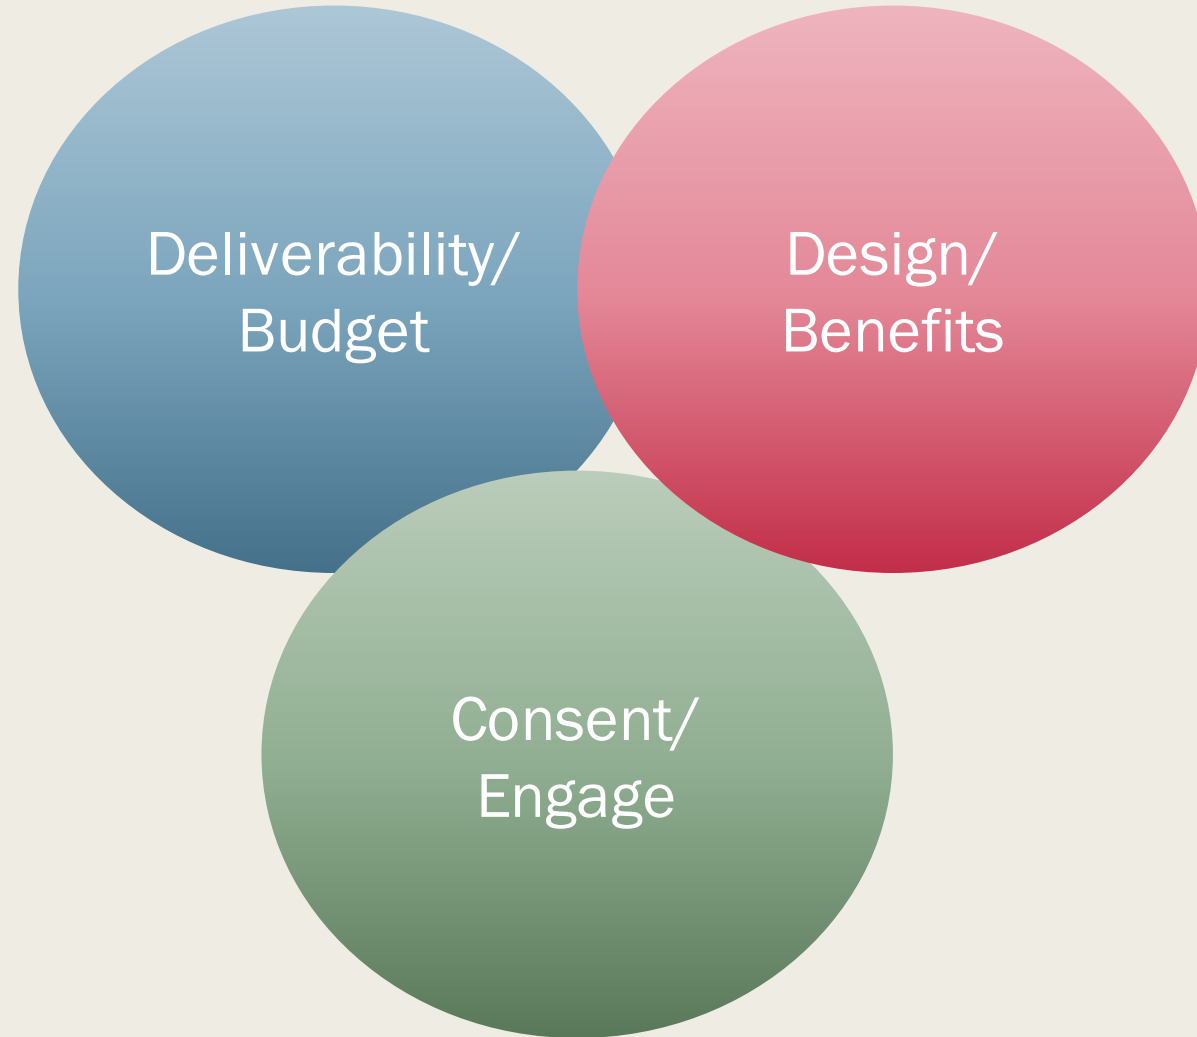 Deliverability/
Budget
Design/
Benefits
Consent/
Engage